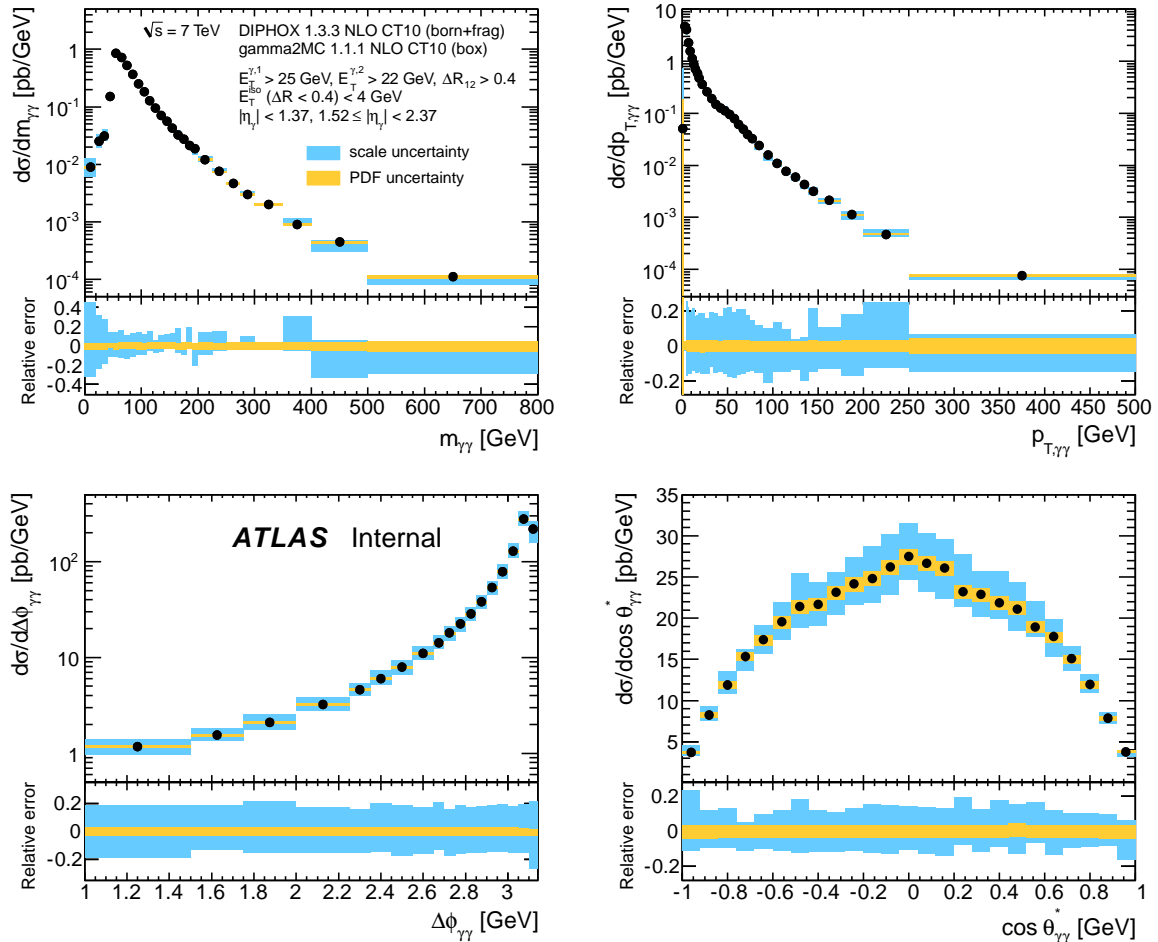 √s = 7 TeV DIPHOX 1.3.3 NLO CT10 (born+frag)
gamma2MC 1.1.1 NLO CT10 (box)
E_T^{γ,1} > 25 GeV, E_T^{γ,2} > 22 GeV, ΔR_12 > 0.4
E_T^{iso} (ΔR < 0.4) < 4 GeV
|η_γ| < 1.37, 1.52 ≤ |η_γ| < 2.37
scale uncertainty
PDF uncertainty
dσ/dm_γγ [pb/GeV]
1
10^-1
10^-2
10^-3
10^-4
Relative error
0.4
0.2
0
-0.2
-0.4
0 100 200 300 400 500 600 700 800
m_γγ [GeV]
dσ/dp_T,γγ [pb/GeV]
10
1
10^-1
10^-2
10^-3
10^-4
Relative error
0.2
0
-0.2
0 50 100 150 200 250 300 350 400 450 500
p_T,γγ [GeV]
ATLAS Internal
dσ/dΔϕ_γγ [pb/GeV]
10^2
10
1
Relative error
0.2
0
-0.2
1 1.2 1.4 1.6 1.8 2 2.2 2.4 2.6 2.8 3
Δϕ_γγ [GeV]
dσ/dcos θ*_γγ [pb/GeV]
35
30
25
20
15
10
5
Relative error
0.2
0
-0.2
-1 -0.8 -0.6 -0.4 -0.2 0 0.2 0.4 0.6 0.8 1
cos θ*_γγ [GeV]